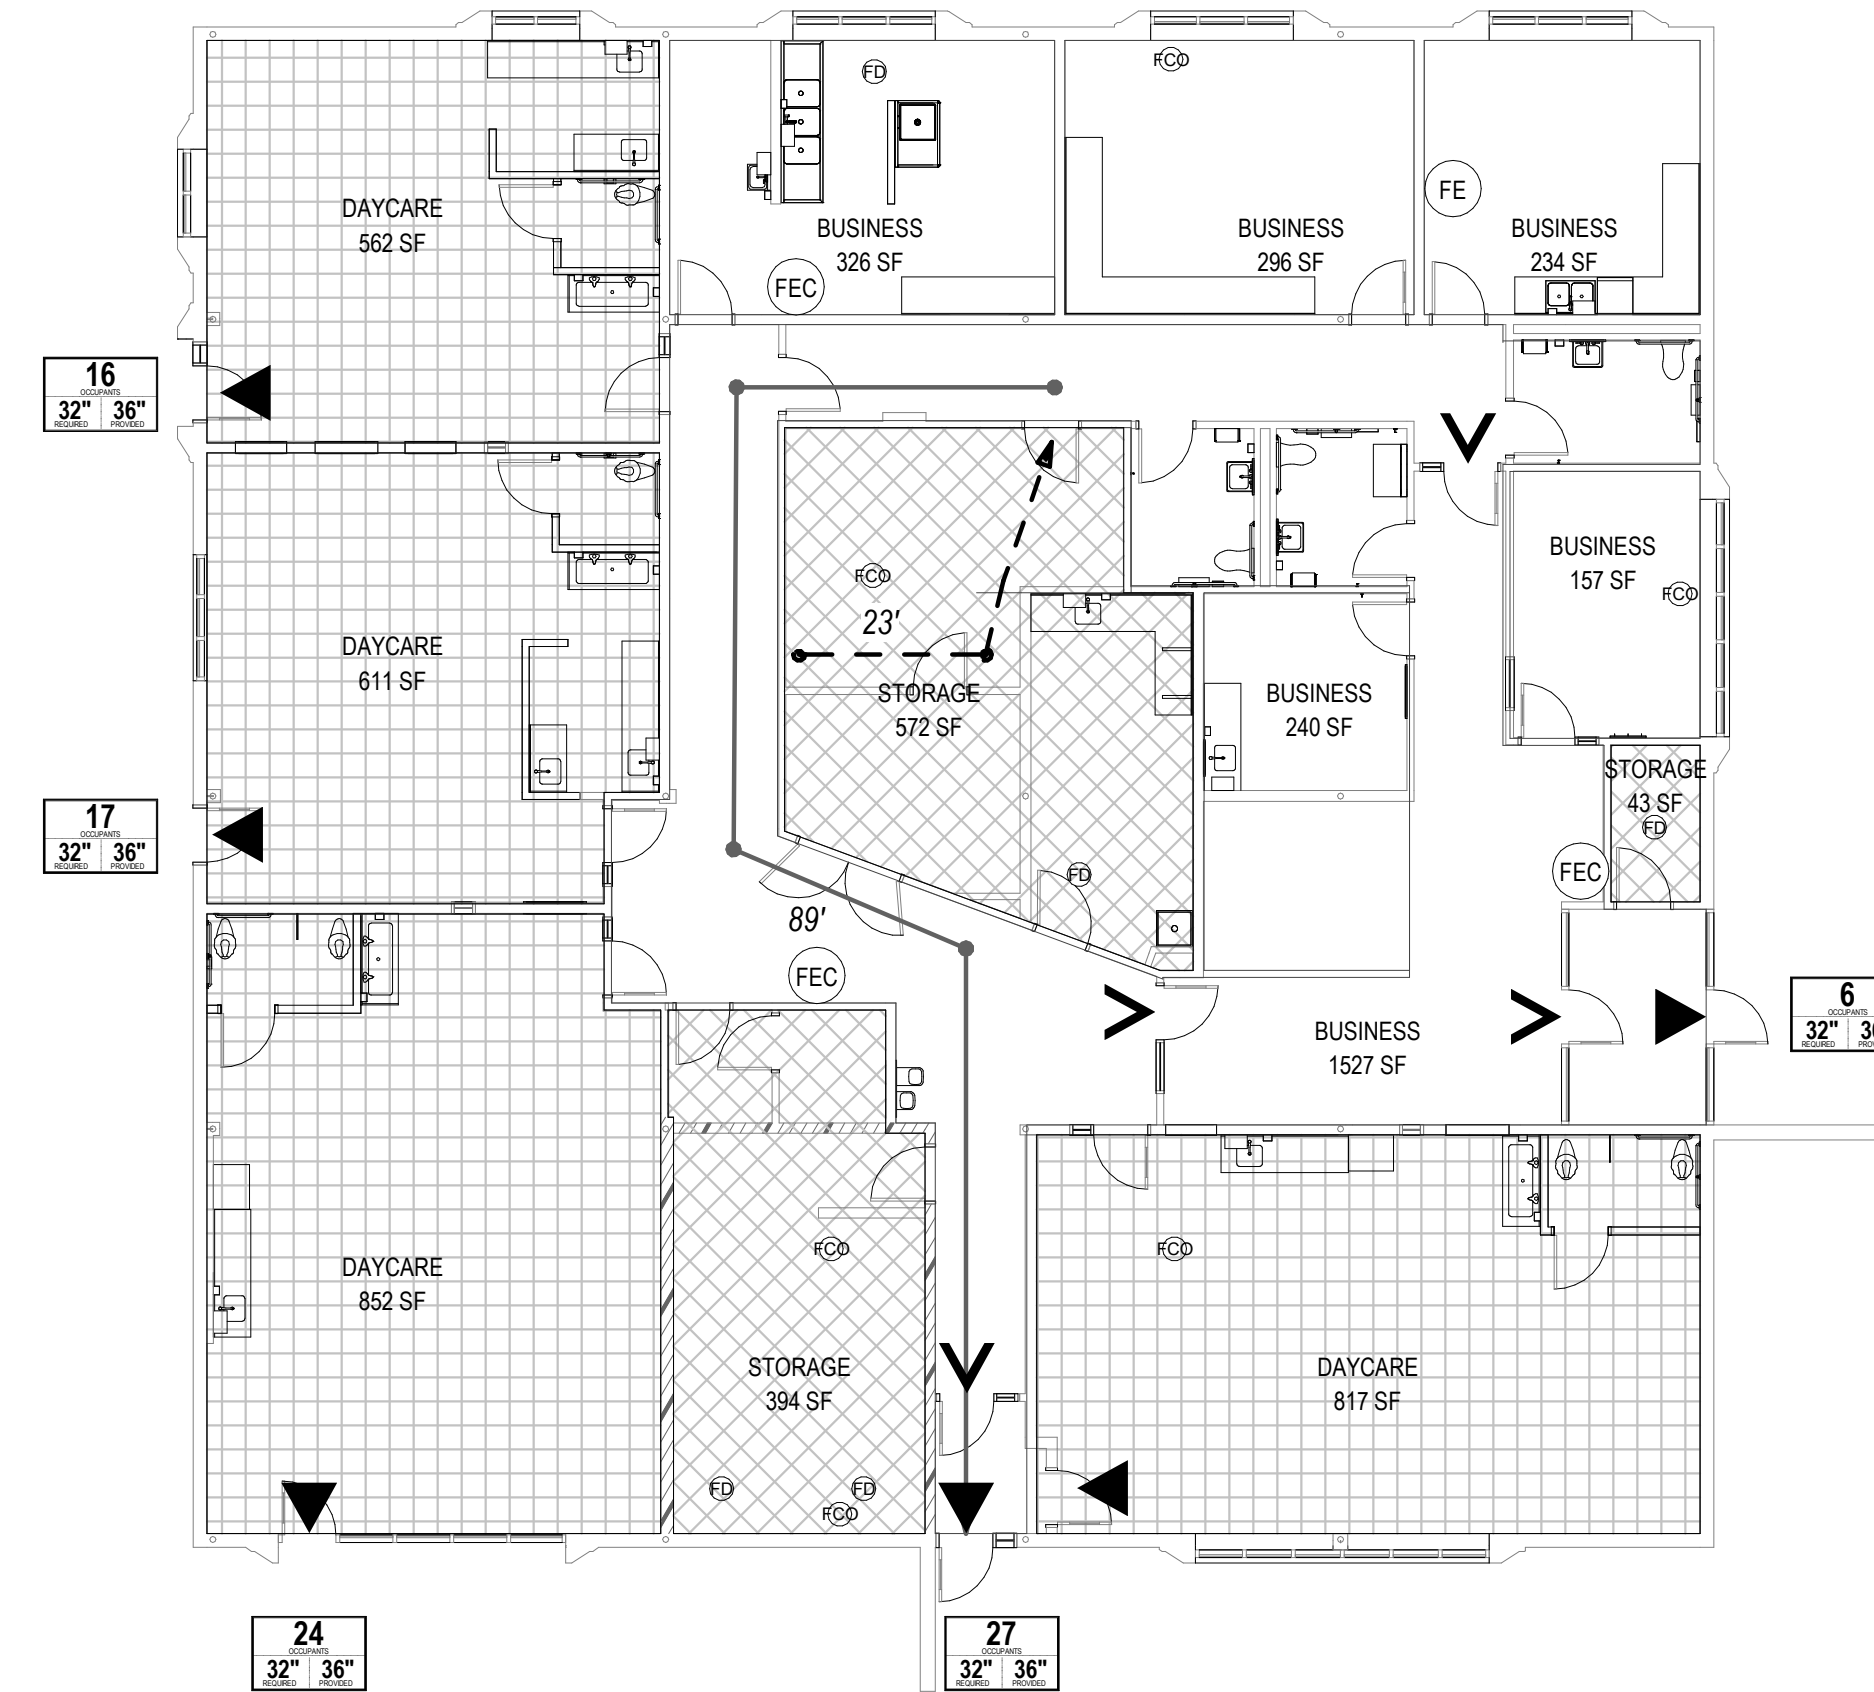 FCO
FD
FE
DAYCARE
562 SF
BUSINESS
326 SF
BUSINESS
296 SF
BUSINESS
234 SF
FEC
16
OCCUPANTS
32" 36"
REQUIRED PROVIDED
BUSINESS
157 SF
FCO
FCO
23'
DAYCARE
611 SF
STORAGE
572 SF
BUSINESS
240 SF
STORAGE
43 SF
FD
17
OCCUPANTS
32" 36"
REQUIRED PROVIDED
FEC
FD
89'
FEC
6
OCCUPANTS
32"
REQUIRED
BUSINESS
1527 SF
FCO
FCO
DAYCARE
852 SF
STORAGE
394 SF
DAYCARE
817 SF
FD
FD
FCO
24
OCCUPANTS
32" 36"
REQUIRED PROVIDED
27
OCCUPANTS
32" 36"
REQUIRED PROVIDED